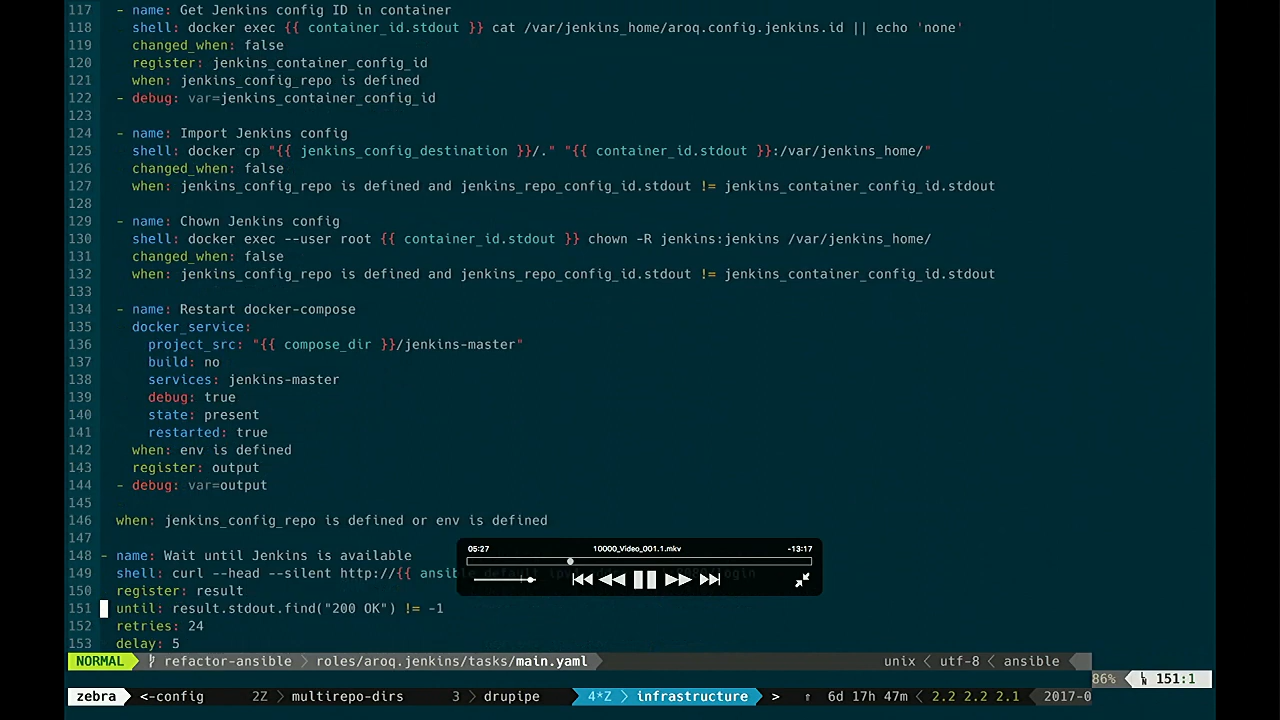 117 - name: Get Jenkins config ID in container
118 shell: docker exec {{ container_id.stdout }} cat /var/jenkins_home/aroq.config.jenkins.id || echo 'none'
119 changed_when: false
120 register: jenkins_container_config_id
121 when: jenkins_config_repo is defined
122 - debug: var=jenkins_container_config_id
123
124 - name: Import Jenkins config
125 shell: docker cp "{{ jenkins_config_destination }}/." "{{ container_id.stdout }}:/var/jenkins_home/"
126 changed_when: false
127 when: jenkins_config_repo is defined and jenkins_repo_config_id.stdout != jenkins_container_config_id.stdout
128
129 - name: Chown Jenkins config
130 shell: docker exec --user root {{ container_id.stdout }} chown -R jenkins:jenkins /var/jenkins_home/
131 changed_when: false
132 when: jenkins_config_repo is defined and jenkins_repo_config_id.stdout != jenkins_container_config_id.stdout
133
134 - name: Restart docker-compose
135 docker_service:
136 project_src: "{{ compose_dir }}/jenkins-master"
137 build: no
138 services: jenkins-master
139 debug: true
140 state: present
141 restarted: true
142 when: env is defined
143 register: output
144 - debug: var=output
145
146 when: jenkins_config_repo is defined or env is defined
147
148 - name: Wait until Jenkins is available
05:27 10000_Video_001.1.mkv -13:17
149 shell: curl --head --silent http://{{ login
150 register: result
151 until: result.stdout.find("200 OK") != -1
152 retries: 24
153 delay: 5
NORMAL refactor-ansible > roles/aroq.jenkins/tasks/main.yaml unix < utf-8 < ansible
86% 151:1
zebra <-config 2Z > multirepo-dirs 3 > drupipe 4*Z > infrastructure > ↑ 6d 17h 47m < 2.2 2.2 2.1 < 2017-0